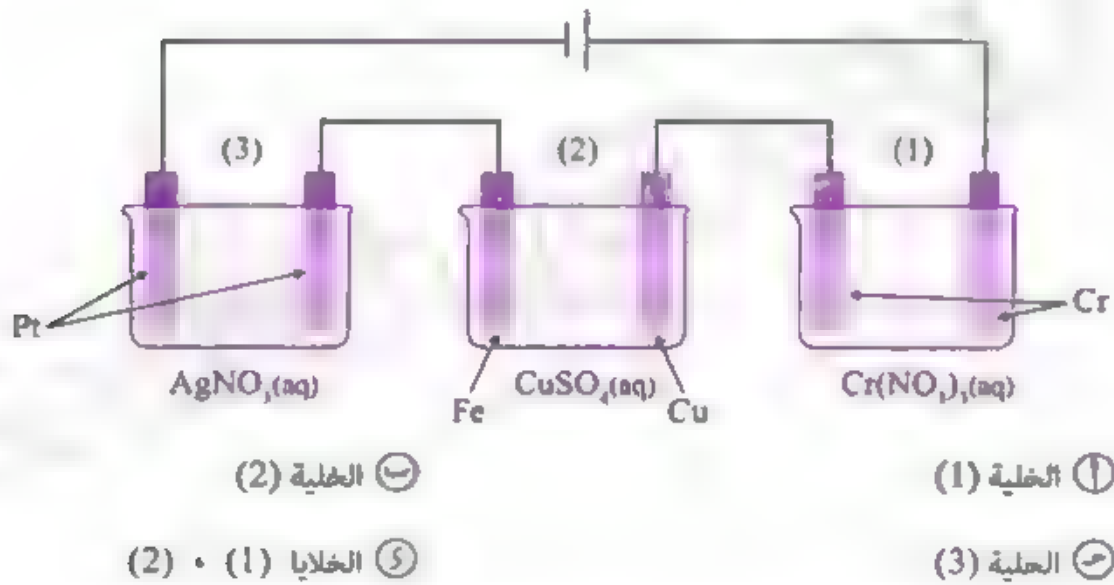 (3) (2) (1)
Pt
Cr
AgNO₃(aq) CuSO₄(aq) Cr(NO₃)₃(aq)
Fe Cu
أ الخلية (1) ب الخلية (2)
ج الخلية (3) د الخلايا (1) ، (2)